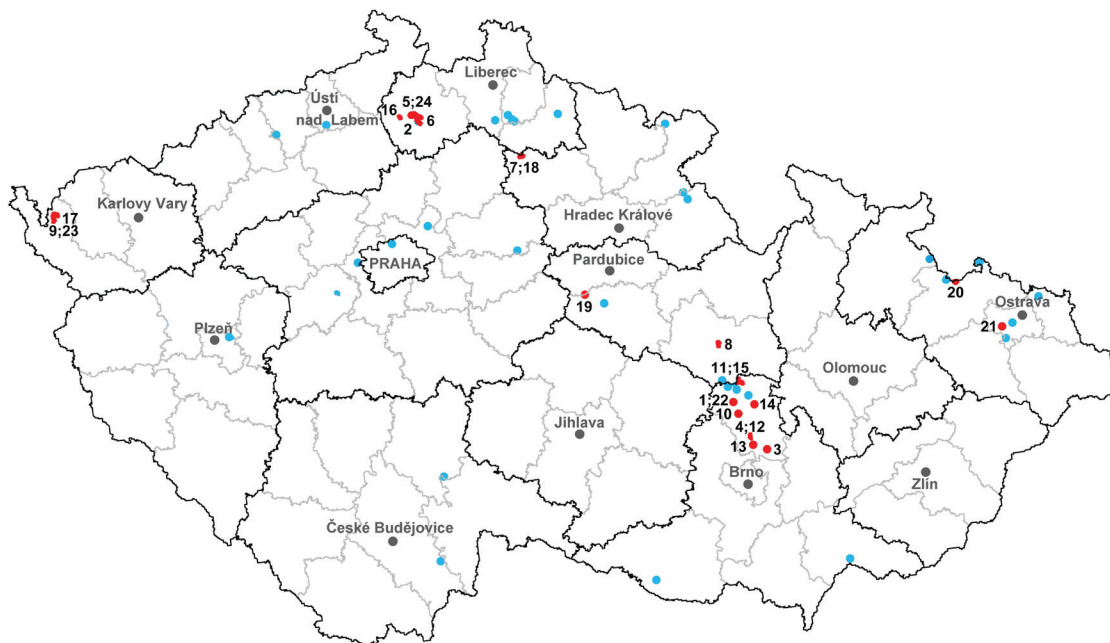 Liberec
Ústí
nad Labem
16
5;24
2
6
7;18
Karlovy Vary
17
9;23
Hradec Králové
PRAHA
Pardubice
19
20
Ostrava
21
Plzeň
8
11;15
Olomouc
1;22
14
10
Jihlava
4;12
13
3
Brno
Zlín
České Budějovice